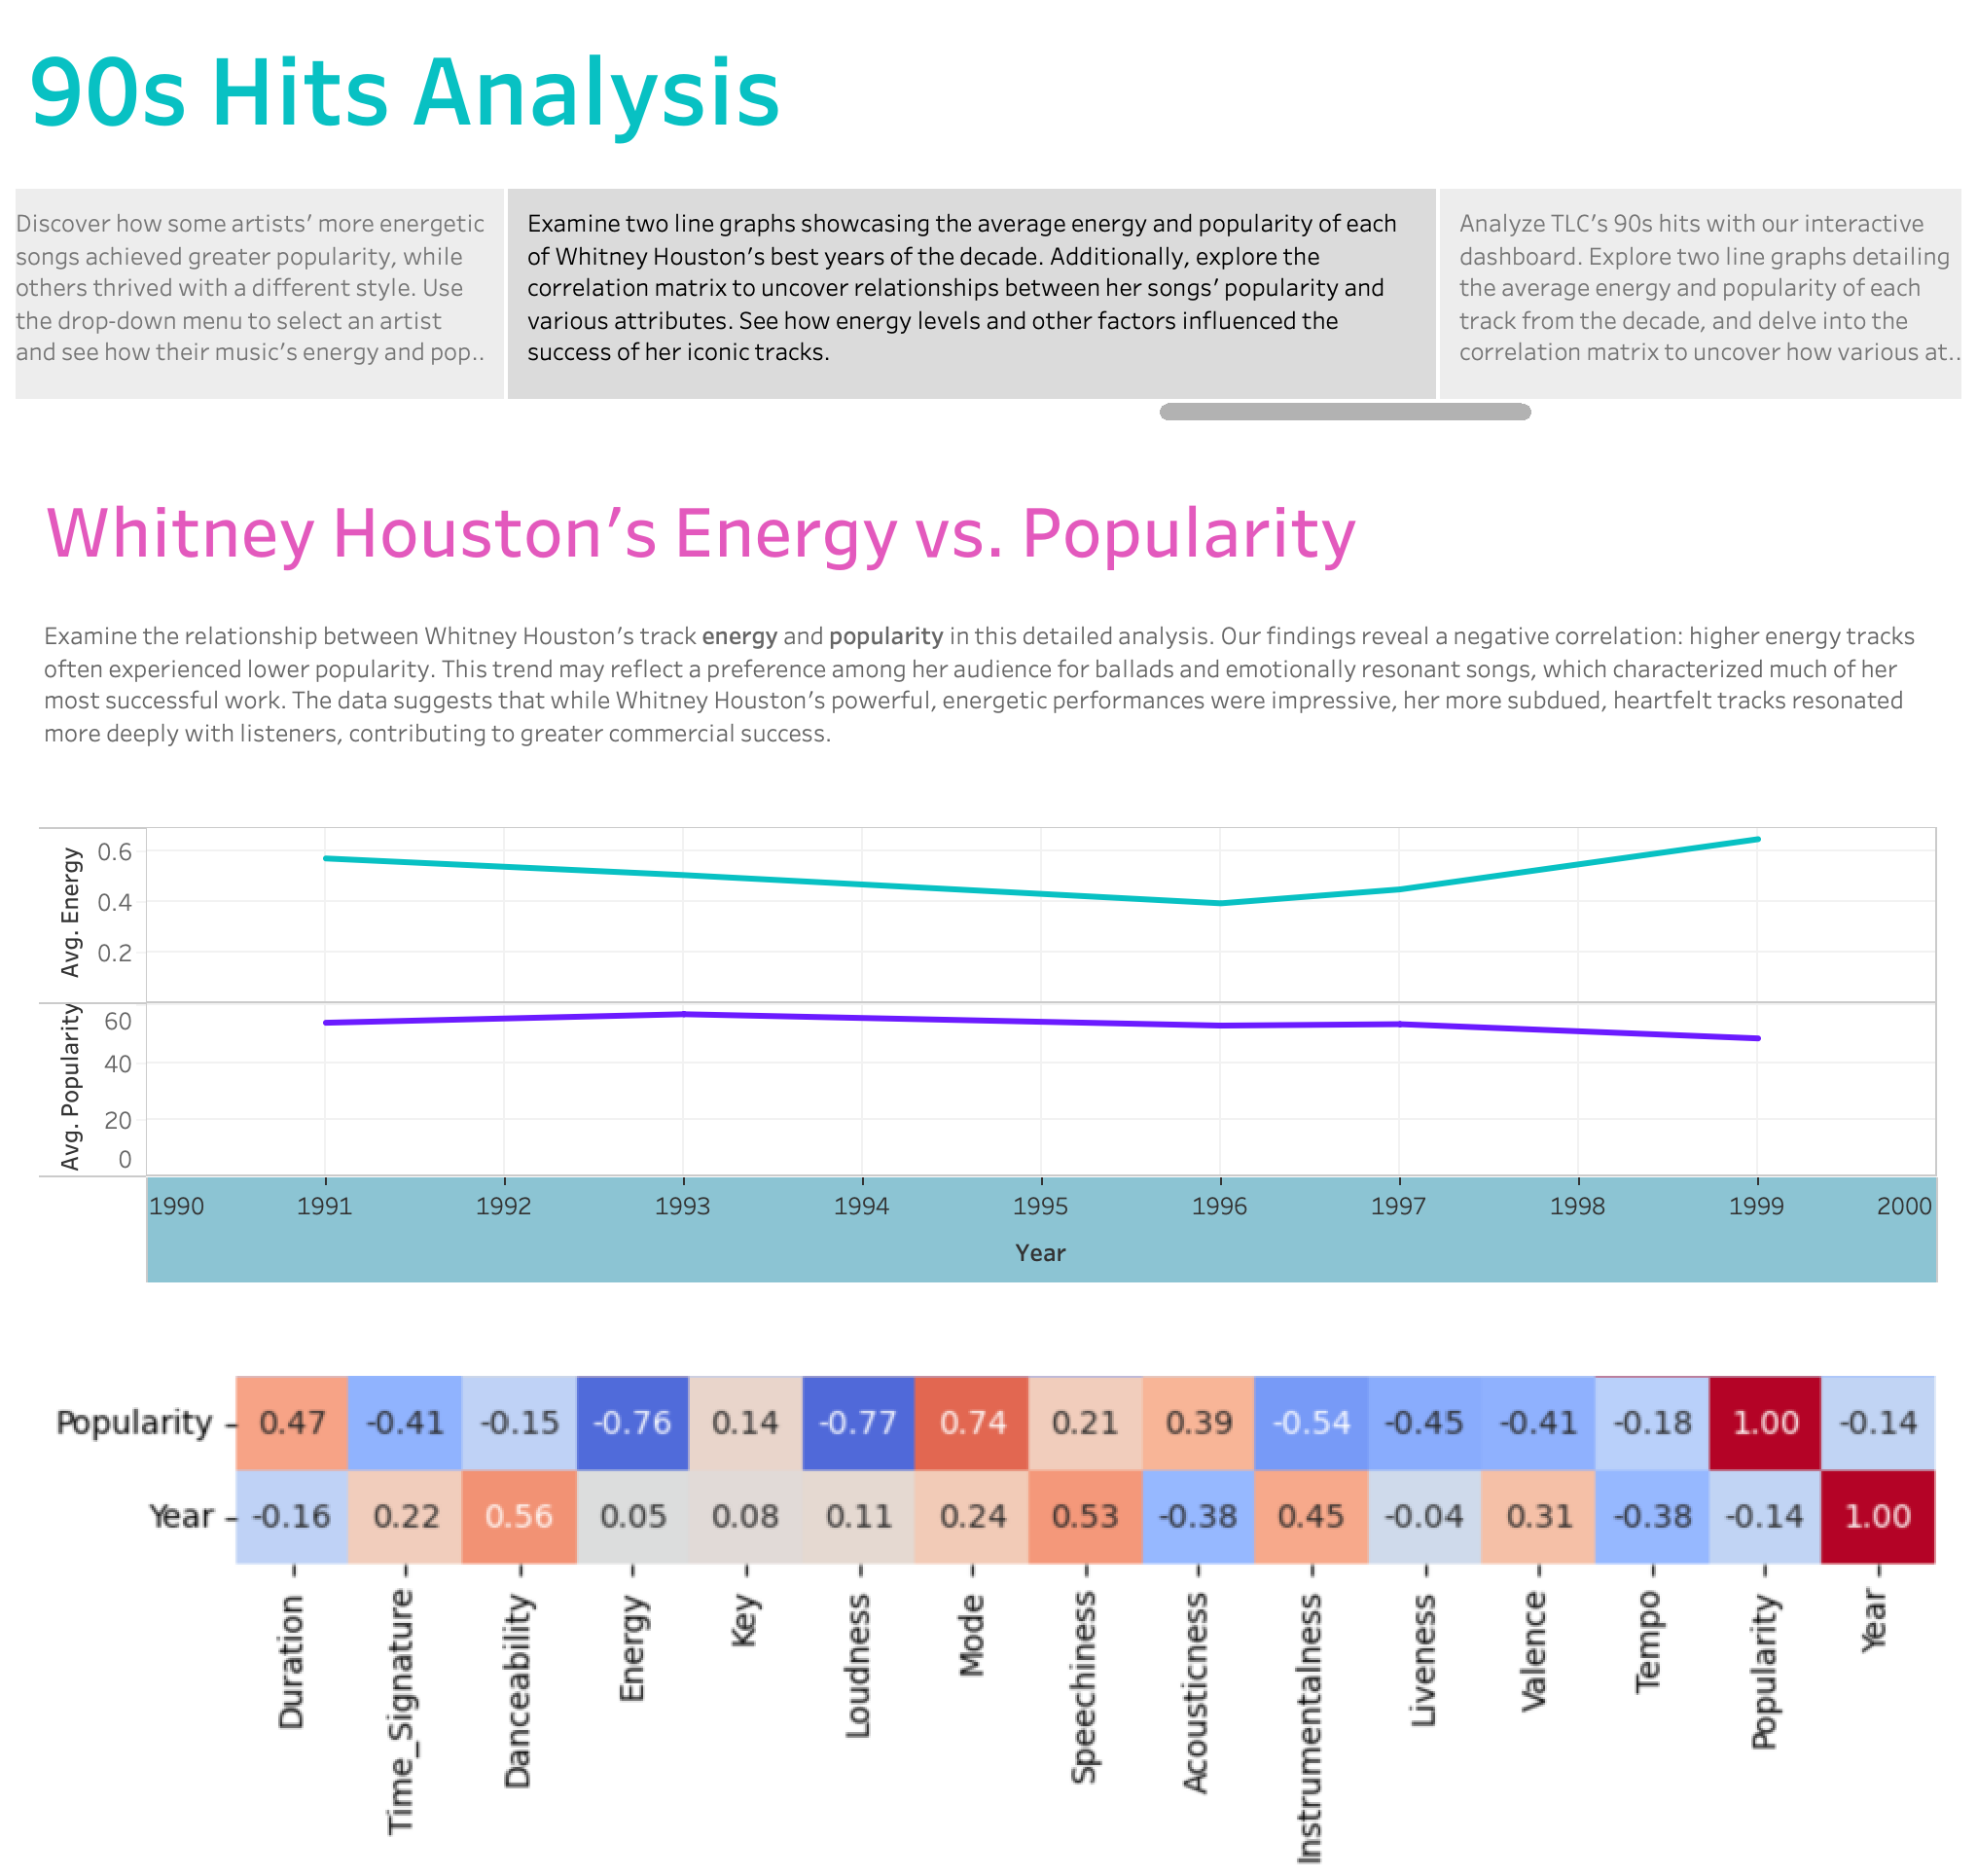 90s Hits Analysis
Discover how some artists’ more energetic
songs achieved greater popularity, while
others thrived with a different style. Use
the drop-down menu to select an artist
and see how their music’s energy and pop..
Examine two line graphs showcasing the average energy and popularity of each
of Whitney Houston’s best years of the decade. Additionally, explore the
correlation matrix to uncover relationships between her songs’ popularity and
various attributes. See how energy levels and other factors influenced the
success of her iconic tracks.
Analyze TLC’s 90s hits with our interactive
dashboard. Explore two line graphs detailing
the average energy and popularity of each
track from the decade, and delve into the
correlation matrix to uncover how various at..
Whitney Houston’s Energy vs. Popularity
Examine the relationship between Whitney Houston’s track energy and popularity in this detailed analysis. Our findings reveal a negative correlation: higher energy tracks
often experienced lower popularity. This trend may reflect a preference among her audience for ballads and emotionally resonant songs, which characterized much of her
most successful work. The data suggests that while Whitney Houston’s powerful, energetic performances were impressive, her more subdued, heartfelt tracks resonated
more deeply with listeners, contributing to greater commercial success.
Avg. Energy
0.6
0.4
0.2
Avg. Popularity
60
40
20
0
1990 1991 1992 1993 1994 1995 1996 1997 1998 1999 2000
Year
Popularity 0.47 -0.41 -0.15 -0.76 0.14 -0.77 0.74 0.21 0.39 -0.54 -0.45 -0.41 -0.18 1.00 -0.14
Year -0.16 0.22 0.56 0.05 0.08 0.11 0.24 0.53 -0.38 0.45 -0.04 0.31 -0.38 -0.14 1.00
Duration
Time_Signature
Danceability
Energy
Key
Loudness
Mode
Speechiness
Acousticness
Instrumentalness
Liveness
Valence
Tempo
Popularity
Year